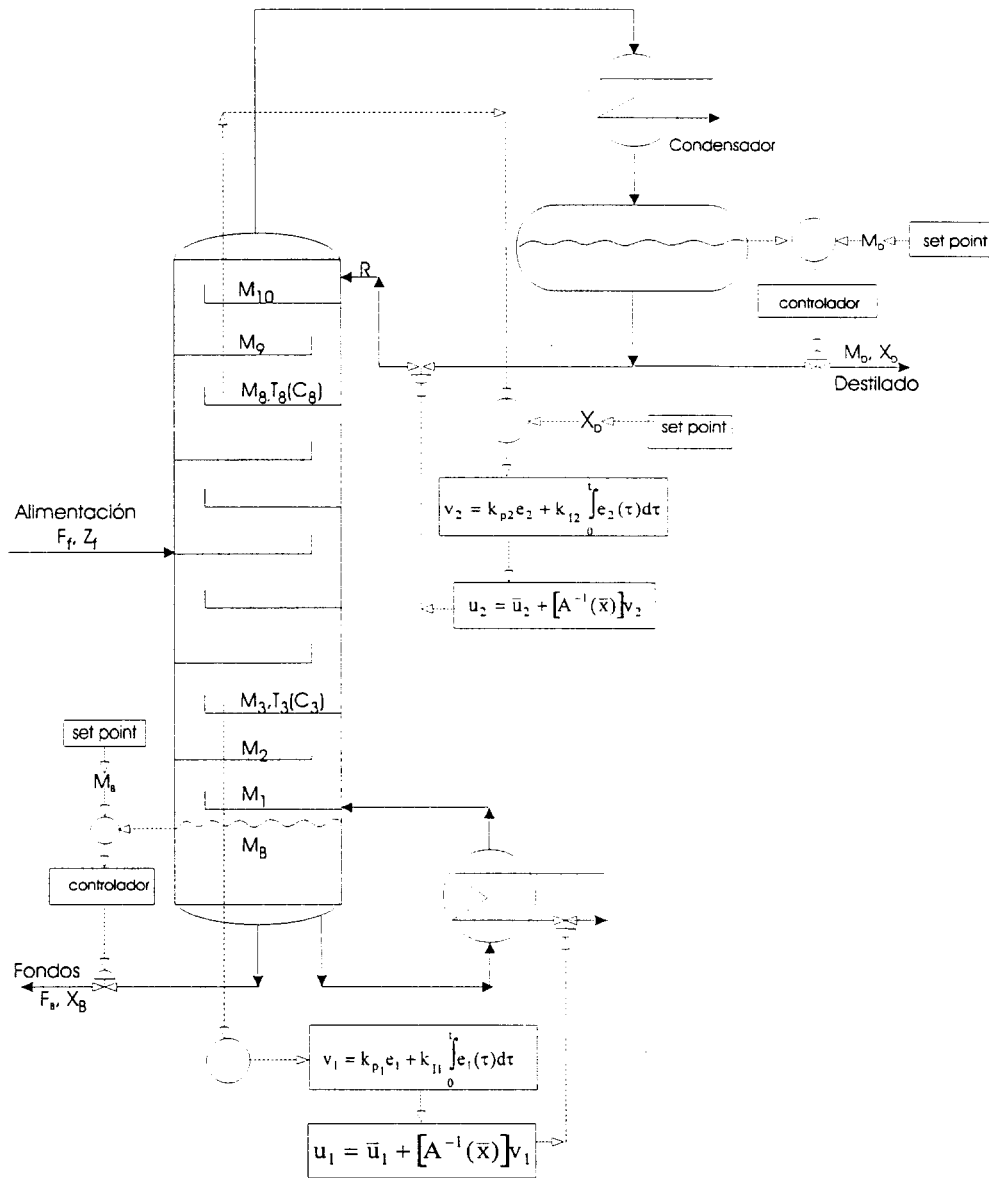 Condensador
M_D
set point
controlador
M_D, X_D
Destilado
R
M_10
M_9
M_8, T_8(C_8)
X_D
set point
v_2 = k_p2 e_2 + k_I2 ∫_0^t e_2(τ)dτ
u_2 = ū_2 + [A^-1(x̄)]v_2
Alimentación
F_f, Z_f
M_3, T_3(C_3)
M_2
M_1
M_B
set point
M_B
controlador
Fondos
F_B, X_B
v_1 = k_p1 e_1 + k_I1 ∫_0^t e_1(τ)dτ
u_1 = ū_1 + [A^-1(x̄)]v_1